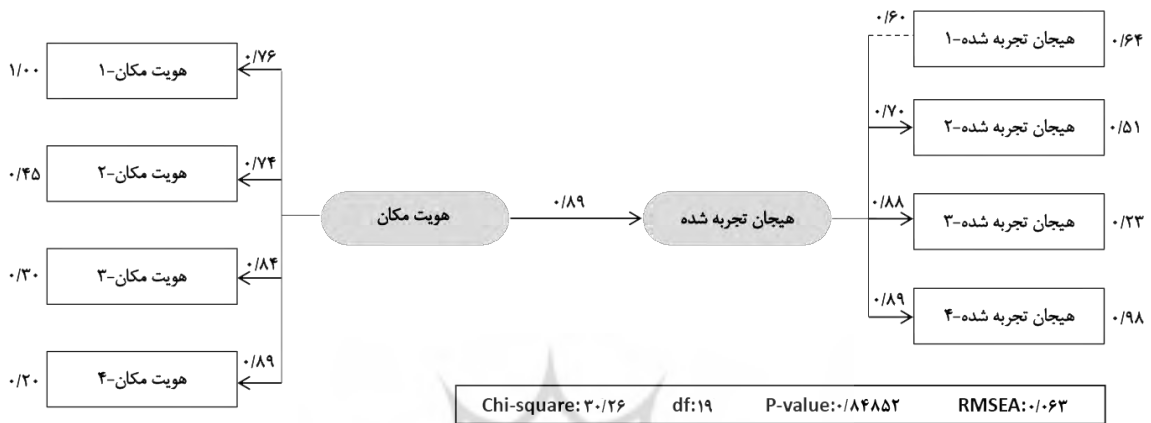 ۰/۶۰
هیجان تجربه شده-۱
۰/۶۴
۰/۷۰
هیجان تجربه شده-۲
۰/۵۱
۰/۸۸
هیجان تجربه شده-۳
۰/۲۳
۰/۸۹
هیجان تجربه شده-۴
۰/۹۸
هیجان تجربه شده
۰/۸۹
هویت مکان
۰/۷۶
هویت مکان-۱
۱/۰۰
۰/۷۴
هویت مکان-۲
۰/۴۵
۰/۸۴
هویت مکان-۳
۰/۳۰
۰/۸۹
هویت مکان-۴
۰/۲۰
Chi-square: ۳۰/۲۶ df:۱۹ P-value:۰/۸۴۸۵۲ RMSEA:۰/۰۶۳